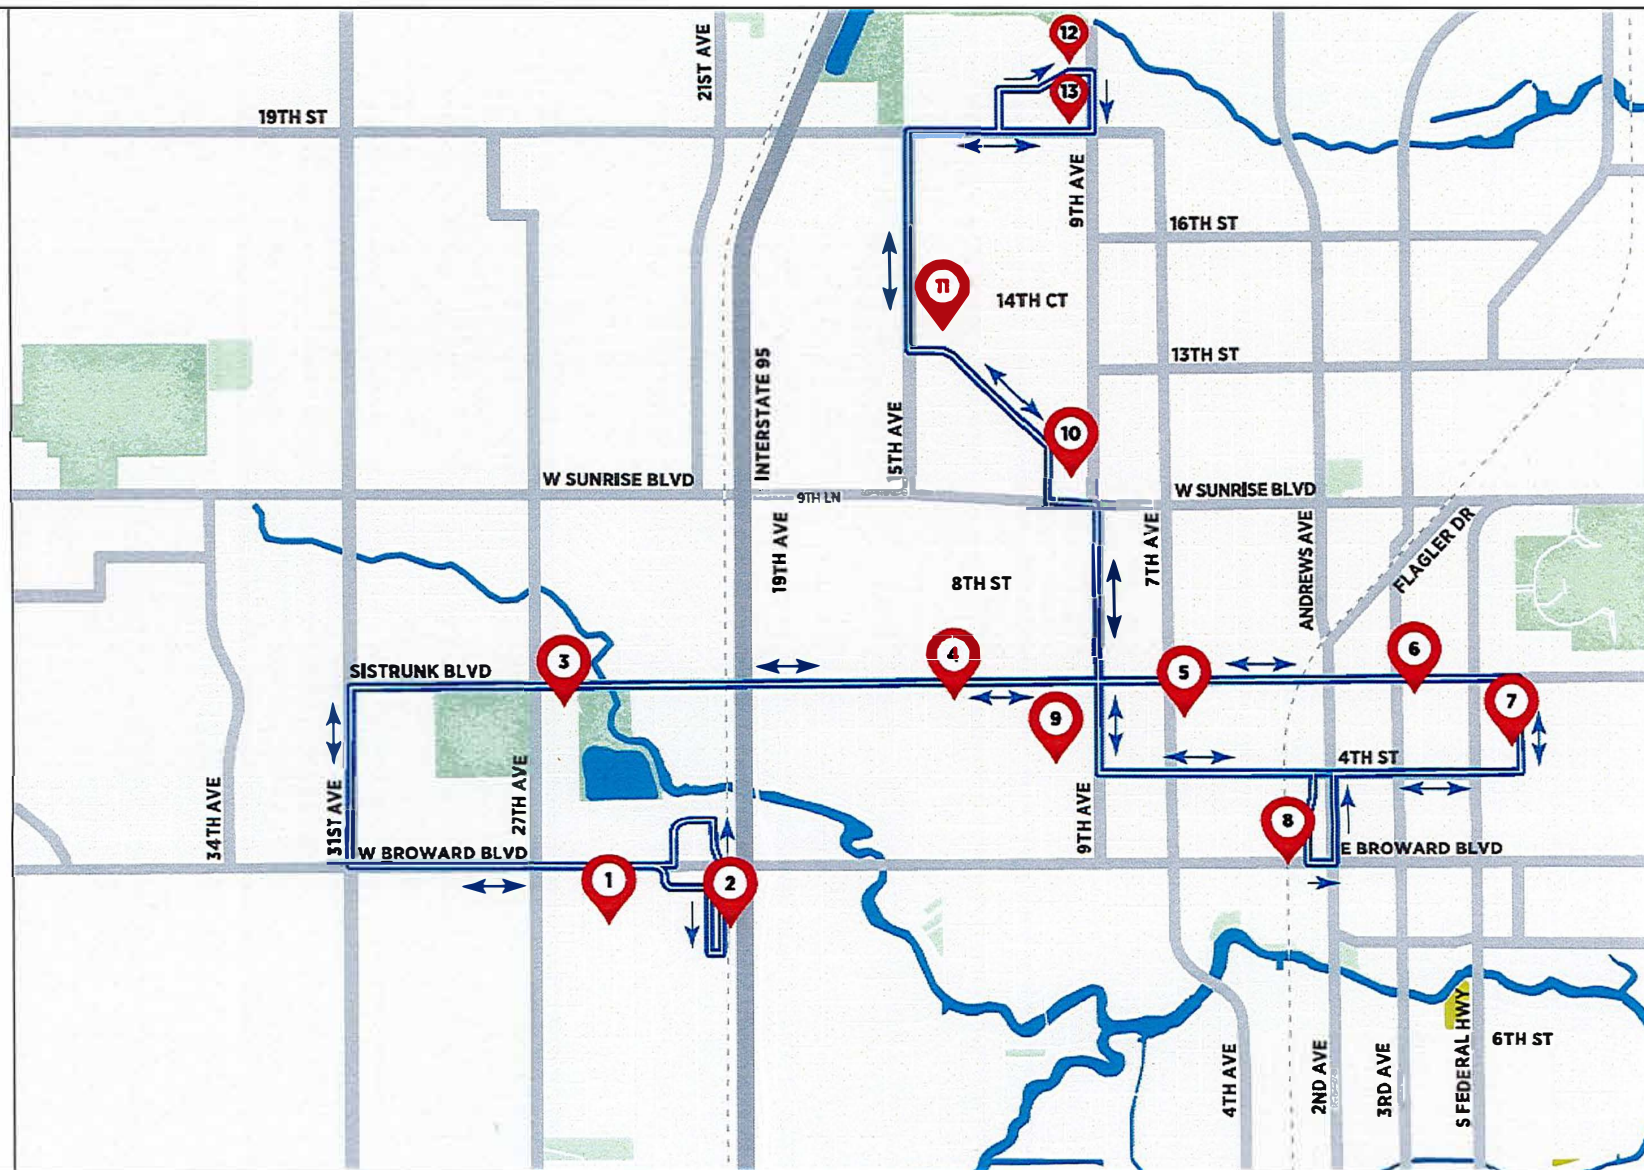 12
21ST AVE
13
19TH ST
9TH AVE
16TH ST
11
14TH CT
13TH ST
INTERSTATE 95
15TH AVE
10
W SUNRISE BLVD
9TH LN
W SUNRISE BLVD
19TH AVE
7TH AVE
ANDREWS AVE
FLAGLER DR
8TH ST
3
4
5
6
SISTRUNK BLVD
7
9
4TH ST
34TH AVE
31ST AVE
27TH AVE
9TH AVE
8
W BROWARD BLVD
E BROWARD BLVD
1
2
6TH ST
4TH AVE
2ND AVE
3RD AVE
S FEDERAL HWY